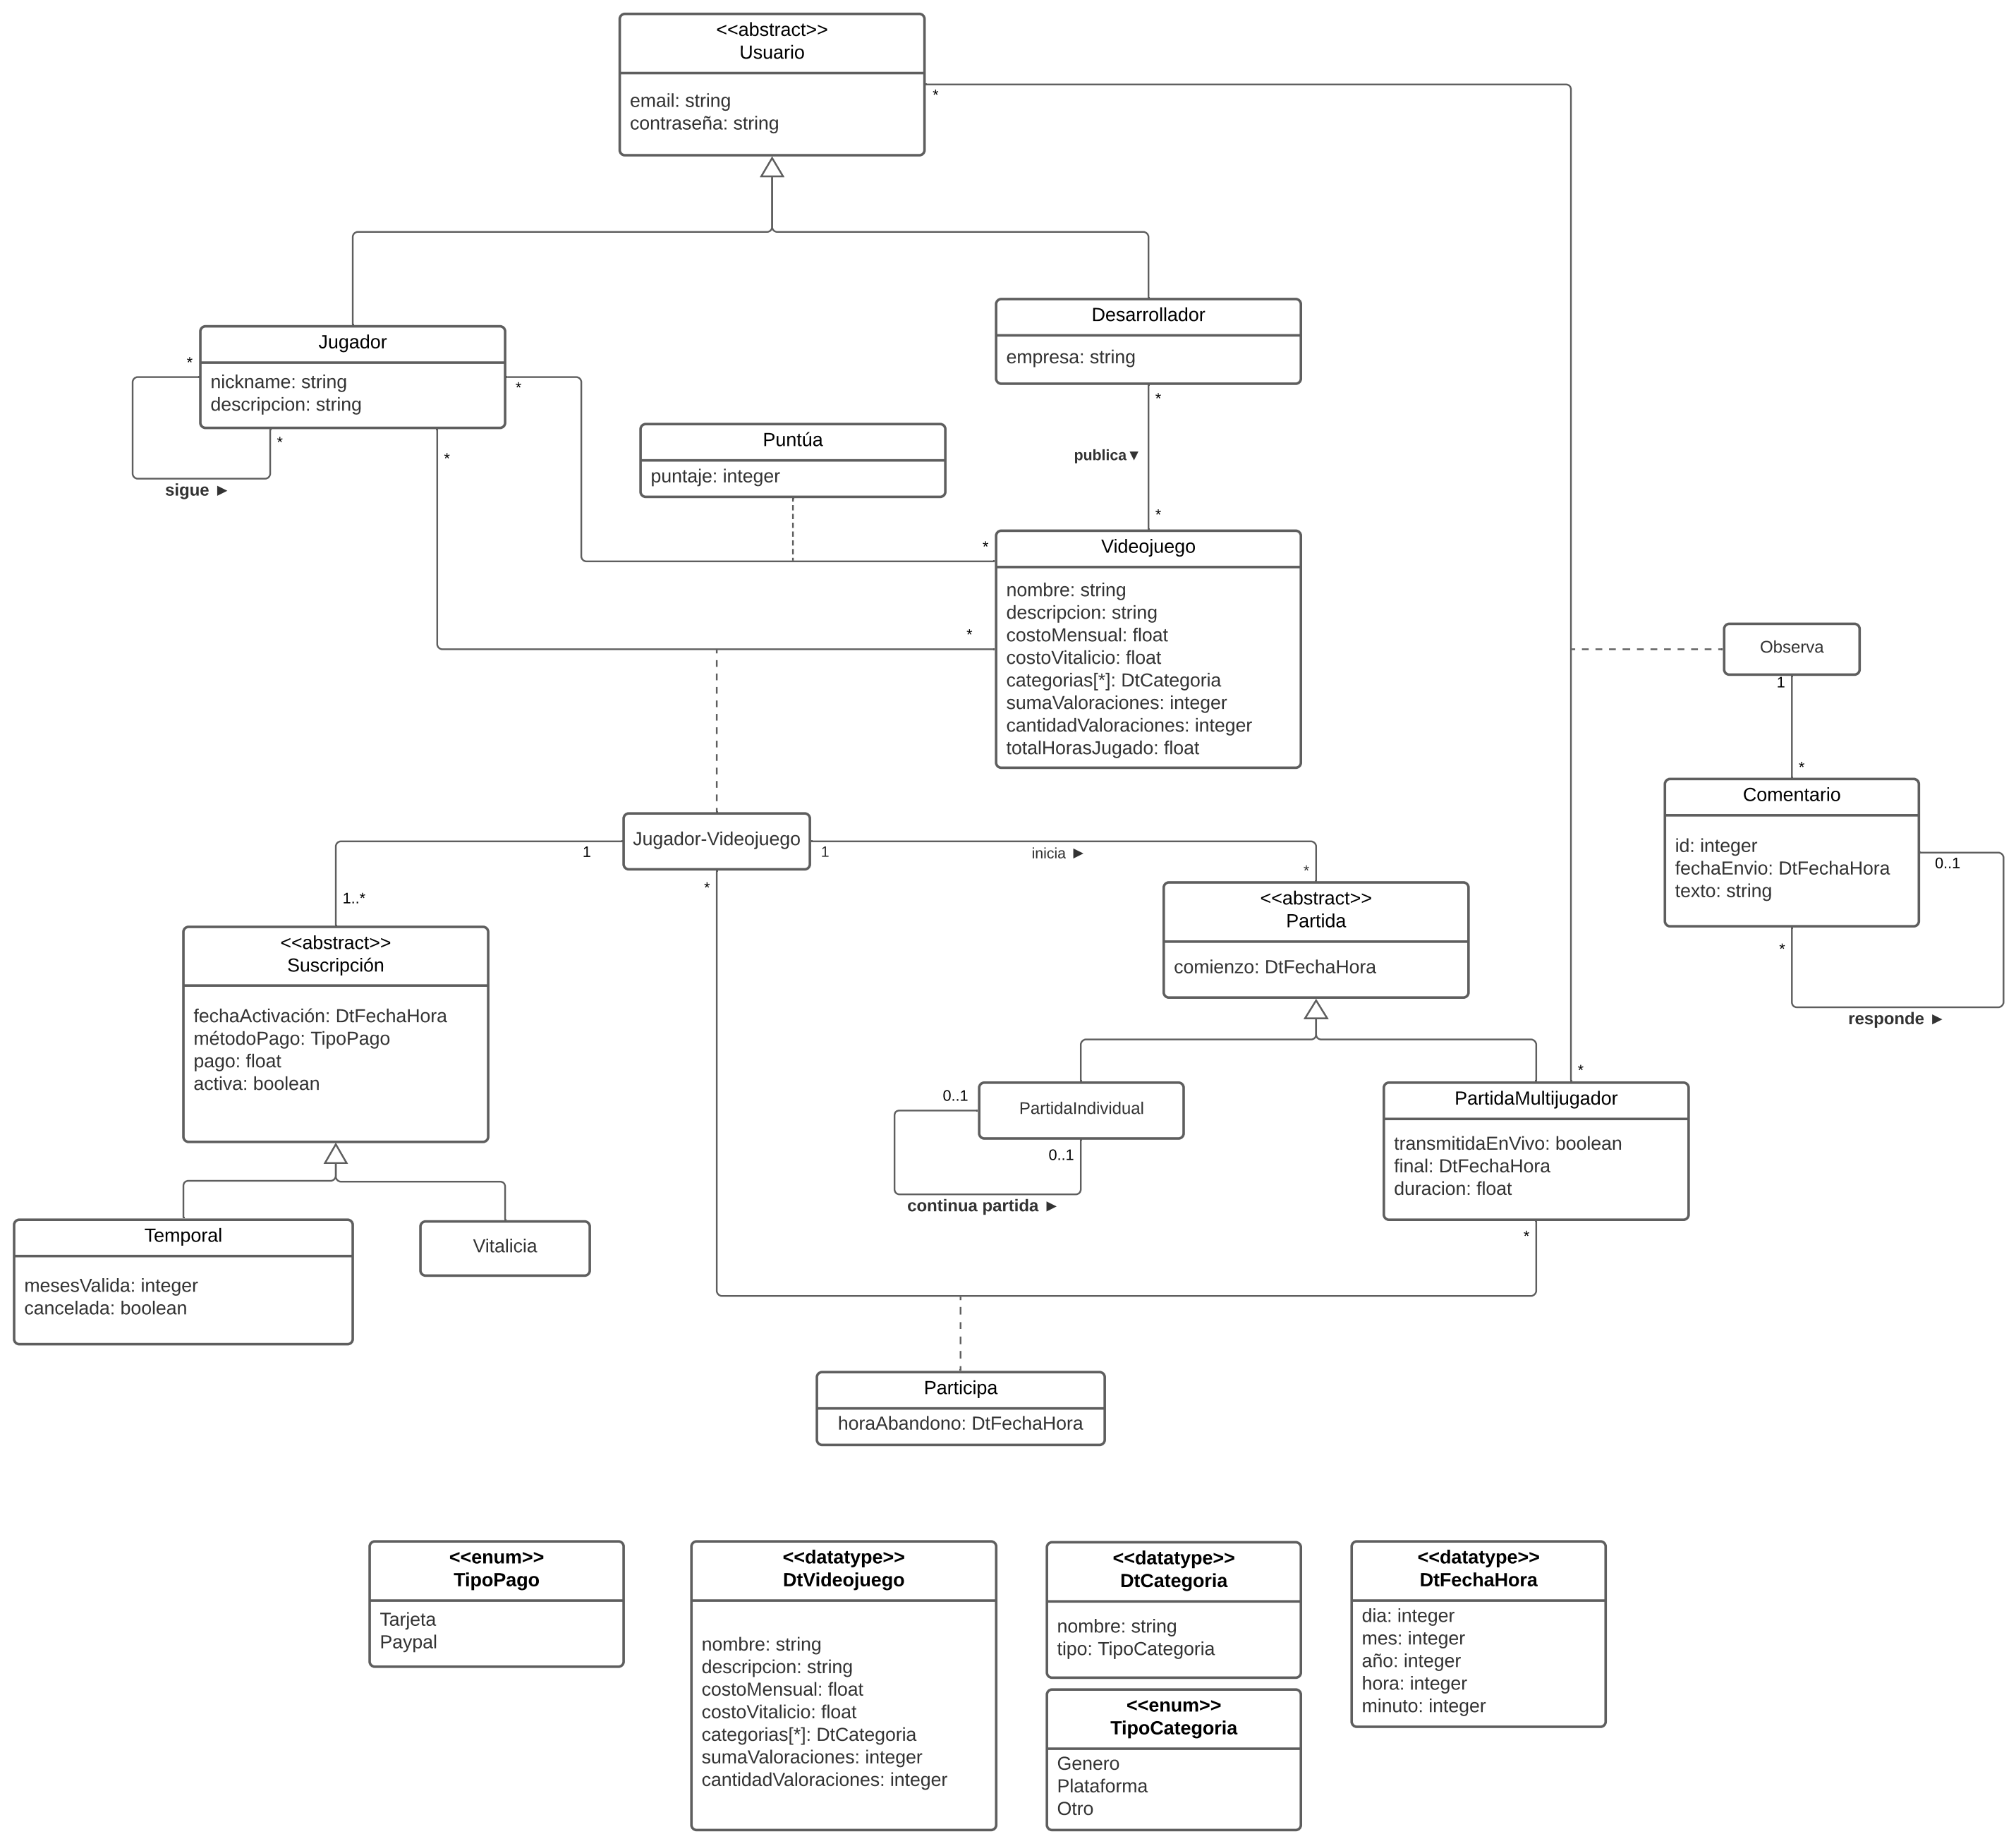 <<abstract>>
Usuario
email: string
contraseña: string
*
Jugador
nickname: string
descripcion: string
*
*
sigue ►
*
*
Desarrollador
empresa: string
*
publica▼
*
Puntúa
puntaje: integer
*
*
Videojuego
nombre: string
descripcion: string
costoMensual: float
costoVitalicio: float
categorias[*]: DtCategoria
sumaValoraciones: integer
cantidadValoraciones: integer
totalHorasJugado: float
Observa
1
*
Comentario
id: integer
fechaEnvio: DtFechaHora
texto: string
0..1
*
responde ►
Jugador-Videojuego
1
1..*
1
inicia ►
*
*
<<abstract>>
Suscripción
fechaActivación: DtFechaHora
métodoPago: TipoPago
pago: float
activa: boolean
<<abstract>>
Partida
comienzo: DtFechaHora
Temporal
mesesValida: integer
cancelada: boolean
Vitalicia
PartidaIndividual
0..1
0..1
continua partida ►
*
PartidaMultijugador
transmitidaEnVivo: boolean
final: DtFechaHora
duracion: float
*
Participa
horaAbandono: DtFechaHora
<<enum>>
TipoPago
Tarjeta
Paypal
<<datatype>>
DtVideojuego
nombre: string
descripcion: string
costoMensual: float
costoVitalicio: float
categorias[*]: DtCategoria
sumaValoraciones: integer
cantidadValoraciones: integer
<<datatype>>
DtCategoria
nombre: string
tipo: TipoCategoria
<<enum>>
TipoCategoria
Genero
Plataforma
Otro
<<datatype>>
DtFechaHora
dia: integer
mes: integer
año: integer
hora: integer
minuto: integer